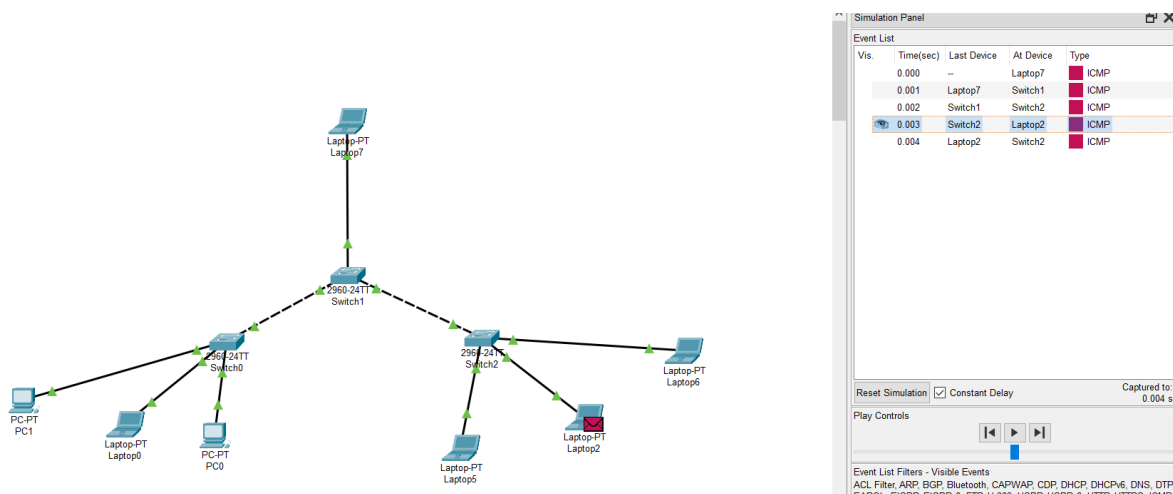 Laptop-PT
Laptop7
2960-24TT
Switch1
2960-24TT
Switch0
2960-24TT
Switch2
Laptop-PT
Laptop6
PC-PT
PC1
Laptop-PT
Laptop0
PC-PT
PC0
Laptop-PT
Laptop2
Laptop-PT
Laptop5
Simulation Panel
Event List
Vis. Time(sec) Last Device At Device Type
0.000 -- Laptop7 ICMP
0.001 Laptop7 Switch1 ICMP
0.002 Switch1 Switch2 ICMP
0.003 Switch2 Laptop2 ICMP
0.004 Laptop2 Switch2 ICMP
Reset Simulation Constant Delay
Captured to:
0.004 s
Play Controls
Event List Filters - Visible Events
ACL Filter, ARP, BGP, Bluetooth, CAPWAP, CDP, DHCP, DHCPv6, DNS, DTP